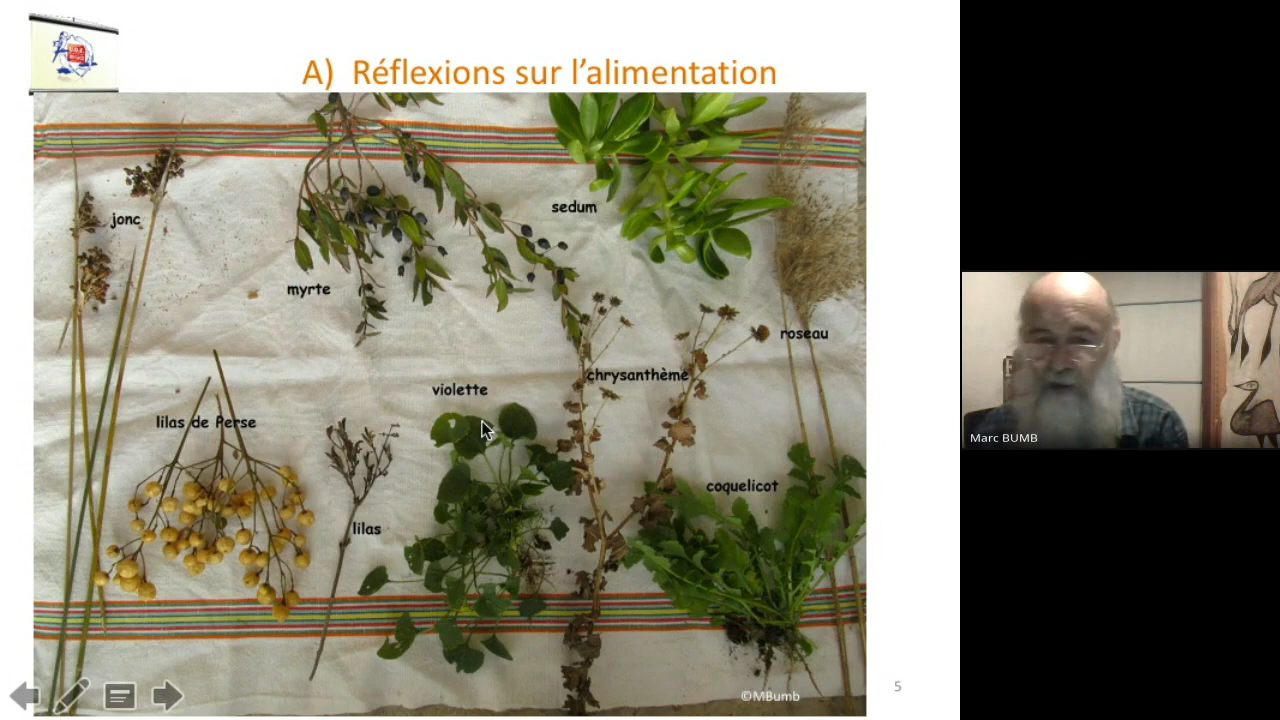 A) Réflexions sur l'alimentation
jonc
sedum
myrte
roseau
chrysanthème
violette
lilas de Perse
coquelicot
lilas
©MBumb
5
Marc BUMB